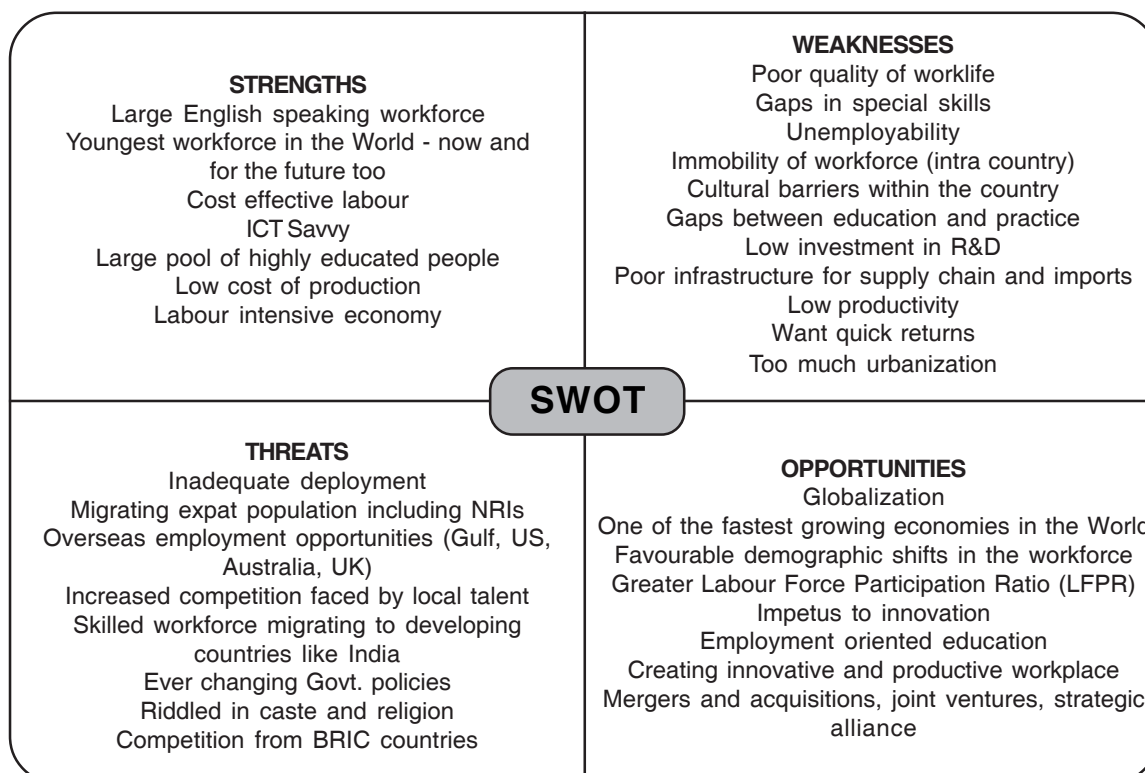 STRENGTHS
Large English speaking workforce
Youngest workforce in the World - now and
for the future too
Cost effective labour
ICT Savvy
Large pool of highly educated people
Low cost of production
Labour intensive economy
WEAKNESSES
Poor quality of worklife
Gaps in special skills
Unemployability
Immobility of workforce (intra country)
Cultural barriers within the country
Gaps between education and practice
Low investment in R&D
Poor infrastructure for supply chain and imports
Low productivity
Want quick returns
Too much urbanization
SWOT
THREATS
Inadequate deployment
Migrating expat population including NRIs
Overseas employment opportunities (Gulf, US,
Australia, UK)
Increased competition faced by local talent
Skilled workforce migrating to developing
countries like India
Ever changing Govt. policies
Riddled in caste and religion
Competition from BRIC countries
OPPORTUNITIES
Globalization
One of the fastest growing economies in the World
Favourable demographic shifts in the workforce
Greater Labour Force Participation Ratio (LFPR)
Impetus to innovation
Employment oriented education
Creating innovative and productive workplace
Mergers and acquisitions, joint ventures, strategic
alliance